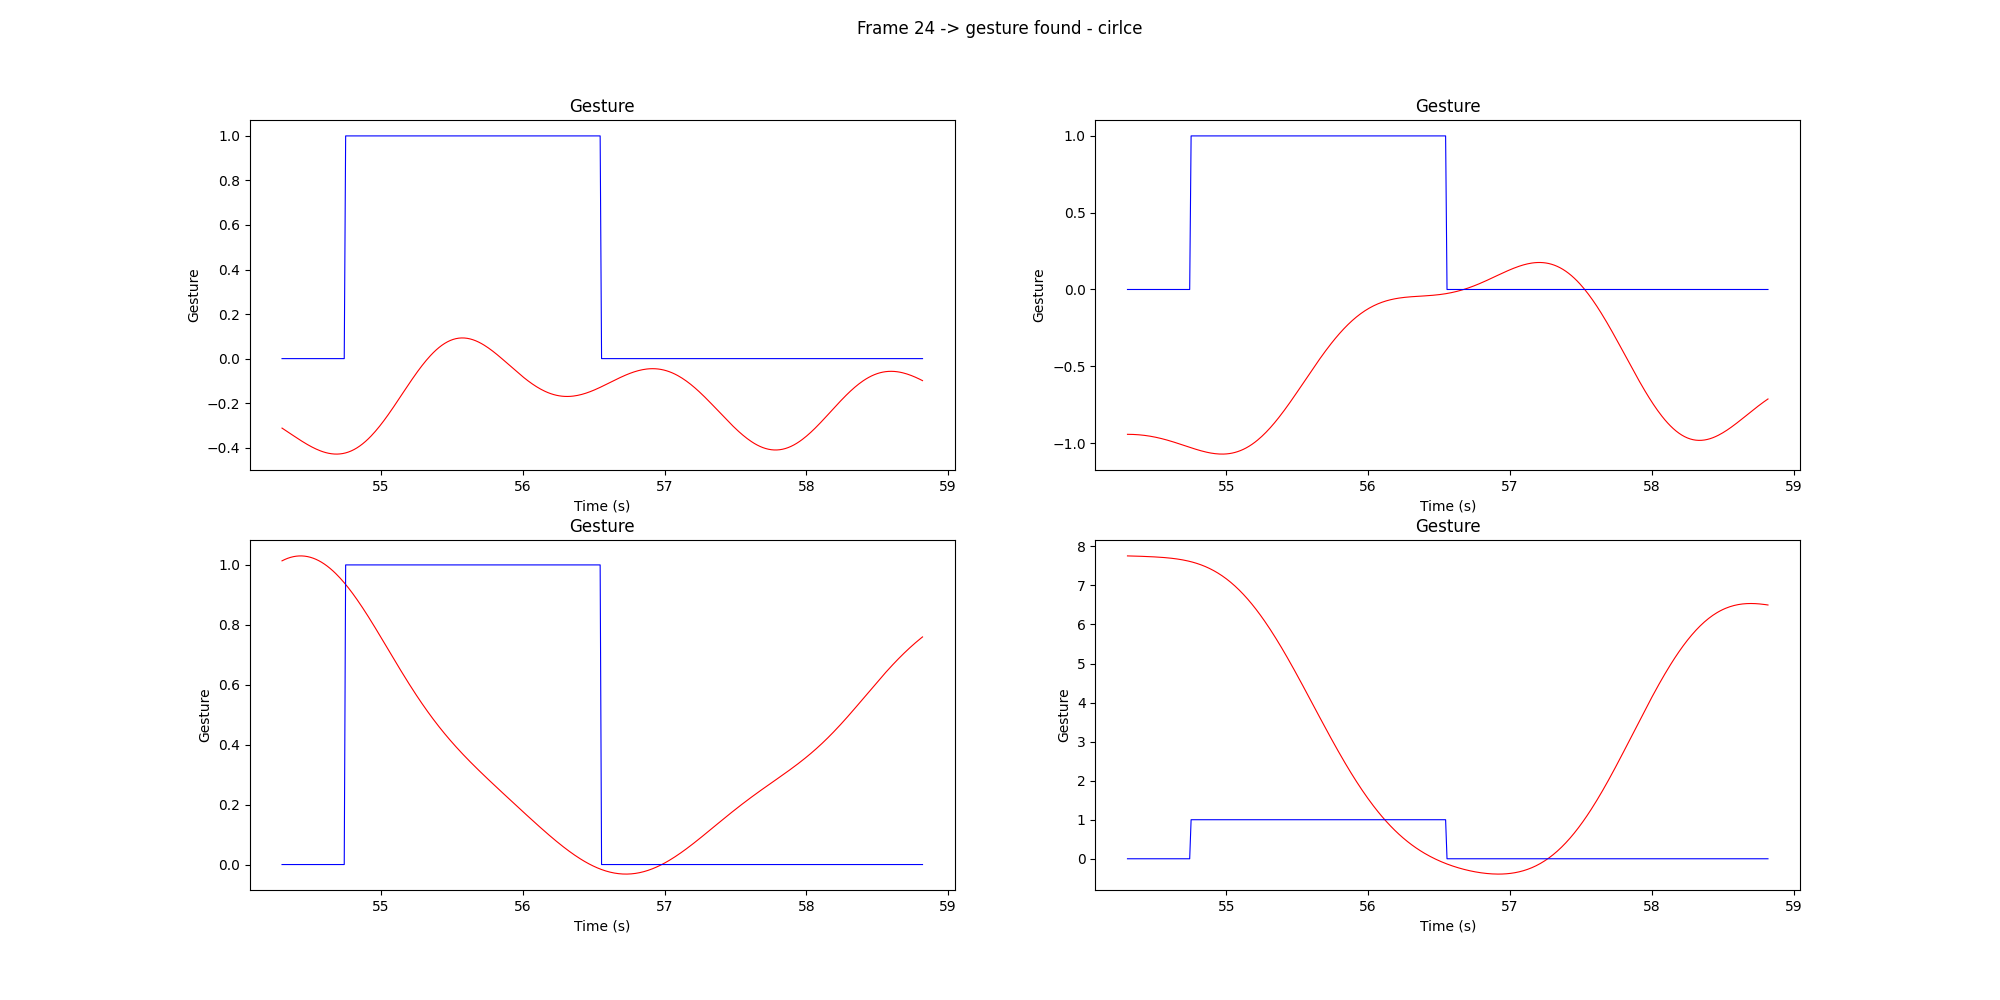 Frame 24 -> gesture found - cirlce
Gesture
1.0
0.8
0.6
0.4
0.2
0.0
−0.2
−0.4
Gesture
55 56 57 58 59
Time (s)
Gesture
1.0
0.5
0.0
−0.5
−1.0
Gesture
55 56 57 58 59
Time (s)
Gesture
1.0
0.8
0.6
0.4
0.2
0.0
Gesture
55 56 57 58 59
Time (s)
Gesture
8
7
6
5
4
3
2
1
0
Gesture
55 56 57 58 59
Time (s)